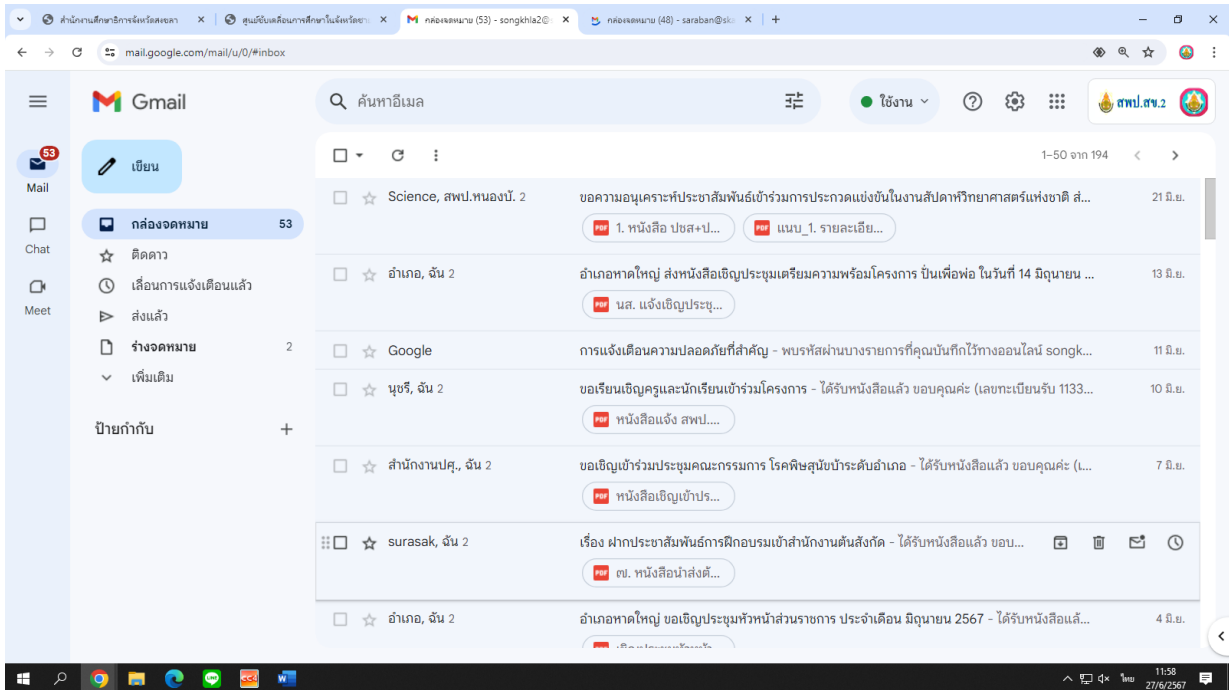 สำนักงานศึกษาธิการจังหวัดสงขลา
ศูนย์ขับเคลื่อนการศึกษาในจังหวัดชา
กล่องจดหมาย (53) - songkhla2@
กล่องจดหมาย (48) - saraban@sk
mail.google.com/mail/u/0/#inbox
Gmail
ค้นหาอีเมล
ใช้งาน
สพป.สข.2
53
Mail
Chat
Meet
เขียน
กล่องจดหมาย 53
ติดดาว
เลื่อนการแจ้งเตือนแล้ว
ส่งแล้ว
ร่างจดหมาย 2
เพิ่มเติม
ป้ายกำกับ
1–50 จาก 194
Science, สพป.หนองบั. 2 ขอความอนุเคราะห์ประชาสัมพันธ์เข้าร่วมการประกวดแข่งขันในงานสัปดาห์วิทยาศาสตร์แห่งชาติ ส่... 21 มิ.ย.
PDF 1. หนังสือ ปชส+ป... PDF แนบ_1. รายละเอีย...
อำเภอ, ฉัน 2 อำเภอหาดใหญ่ ส่งหนังสือเชิญประชุมเตรียมความพร้อมโครงการ ปั่นเพื่อพ่อ ในวันที่ 14 มิถุนายน ... 13 มิ.ย.
PDF นส. แจ้งเชิญประชุ...
Google การแจ้งเตือนความปลอดภัยที่สำคัญ - พบรหัสผ่านบางรายการที่คุณบันทึกไว้ทางออนไลน์ songk... 11 มิ.ย.
นุชรี, ฉัน 2 ขอเรียนเชิญครูและนักเรียนเข้าร่วมโครงการ - ได้รับหนังสือแล้ว ขอบคุณค่ะ (เลขทะเบียนรับ 1133... 10 มิ.ย.
PDF หนังสือแจ้ง สพป....
สำนักงานปศุ., ฉัน 2 ขอเชิญเข้าร่วมประชุมคณะกรรมการ โรคพิษสุนัขบ้าระดับอำเภอ - ได้รับหนังสือแล้ว ขอบคุณค่ะ (เ... 7 มิ.ย.
PDF หนังสือเชิญเข้าปร...
surasak, ฉัน 2 เรื่อง ฝากประชาสัมพันธ์การฝึกอบรมเข้าสำนักงานต้นสังกัด - ได้รับหนังสือแล้ว ขอบ...
PDF ๗. หนังสือนำส่งต้...
อำเภอ, ฉัน 2 อำเภอหาดใหญ่ ขอเชิญประชุมหัวหน้าส่วนราชการ ประจำเดือน มิถุนายน 2567 - ได้รับหนังสือแล้... 4 มิ.ย.
ไทย
11:58
27/6/2567